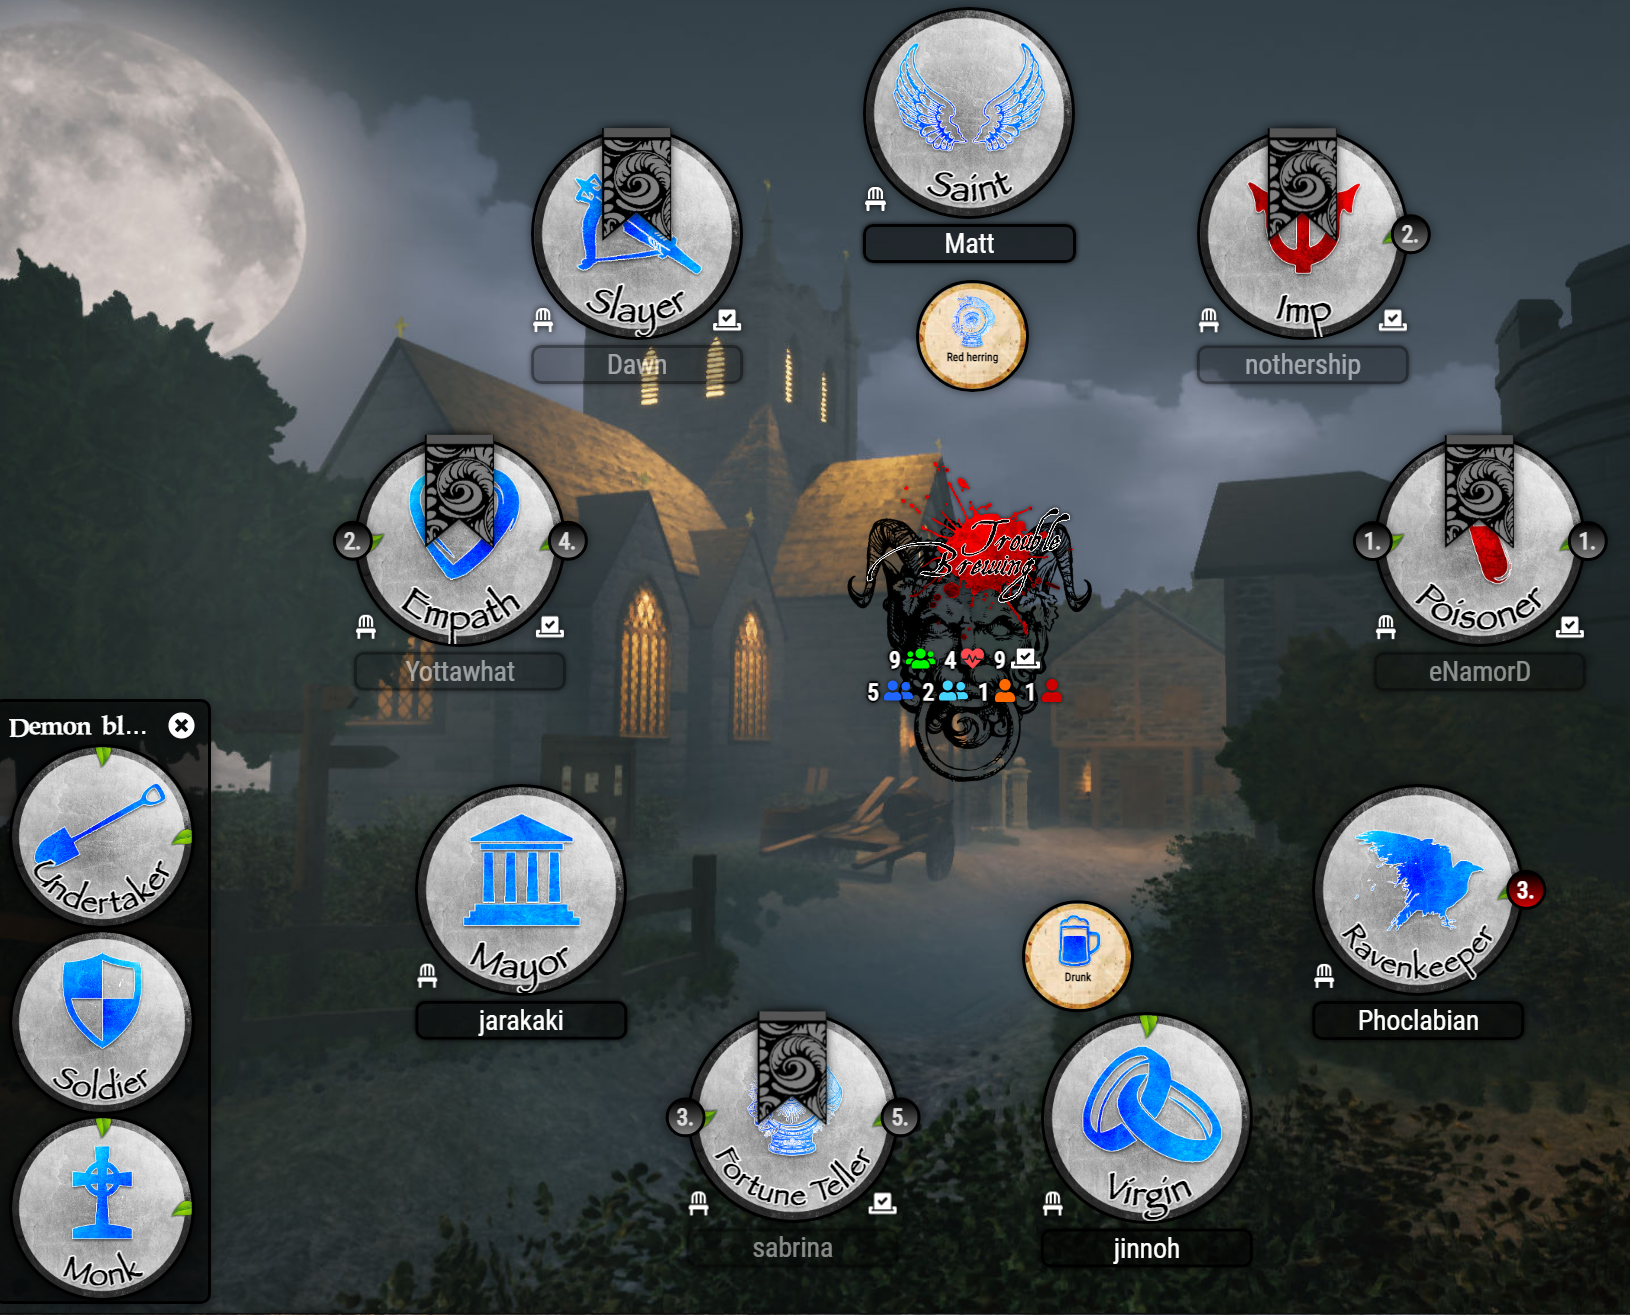 Saint
Matt
Red herring
Slayer
Dawn
Imp
2.
nothership
2.
Empath
4.
Yottawhat
Trouble
Brewing
9 4 9
5 2 1 1
1.
Poisoner
1.
eNamorD
Demon bl...
Undertaker
Soldier
Monk
Mayor
jarakaki
Drunk
Ravenkeeper
3.
Phoclabian
3.
Fortune Teller
5.
sabrina
Virgin
jinnoh